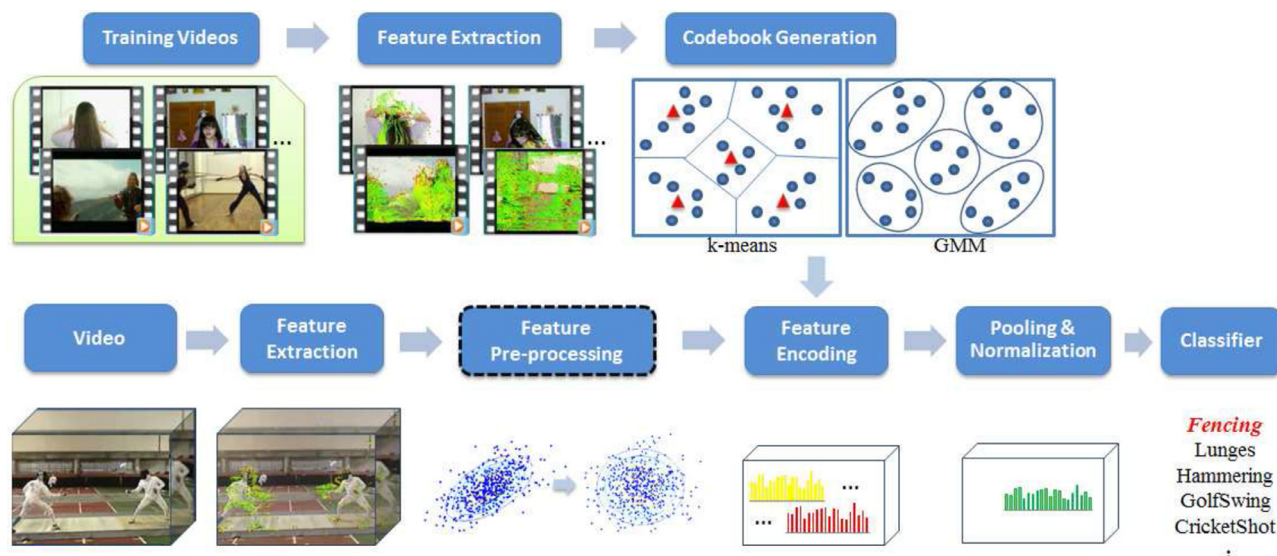 Training Videos
Feature Extraction
Codebook Generation
...
...
k-means
GMM
Video
Feature
Extraction
Feature
Pre-processing
Feature
Encoding
Pooling &
Normalization
Classifier
...
...
Fencing
Lunges
Hammering
GolfSwing
CricketShot
.